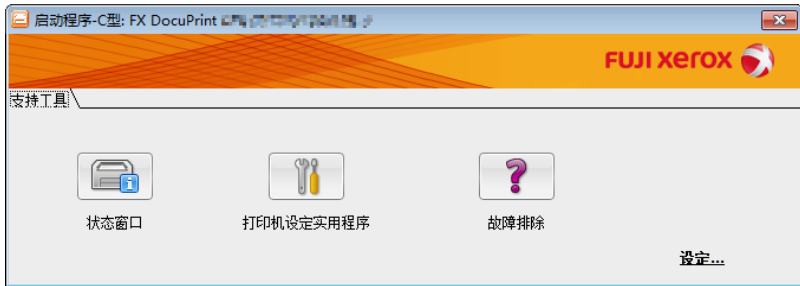 启动程序-C型: FX DocuPrint
FUJI xerox
支持工具
状态窗口
打印机设定实用程序
故障排除
设定...